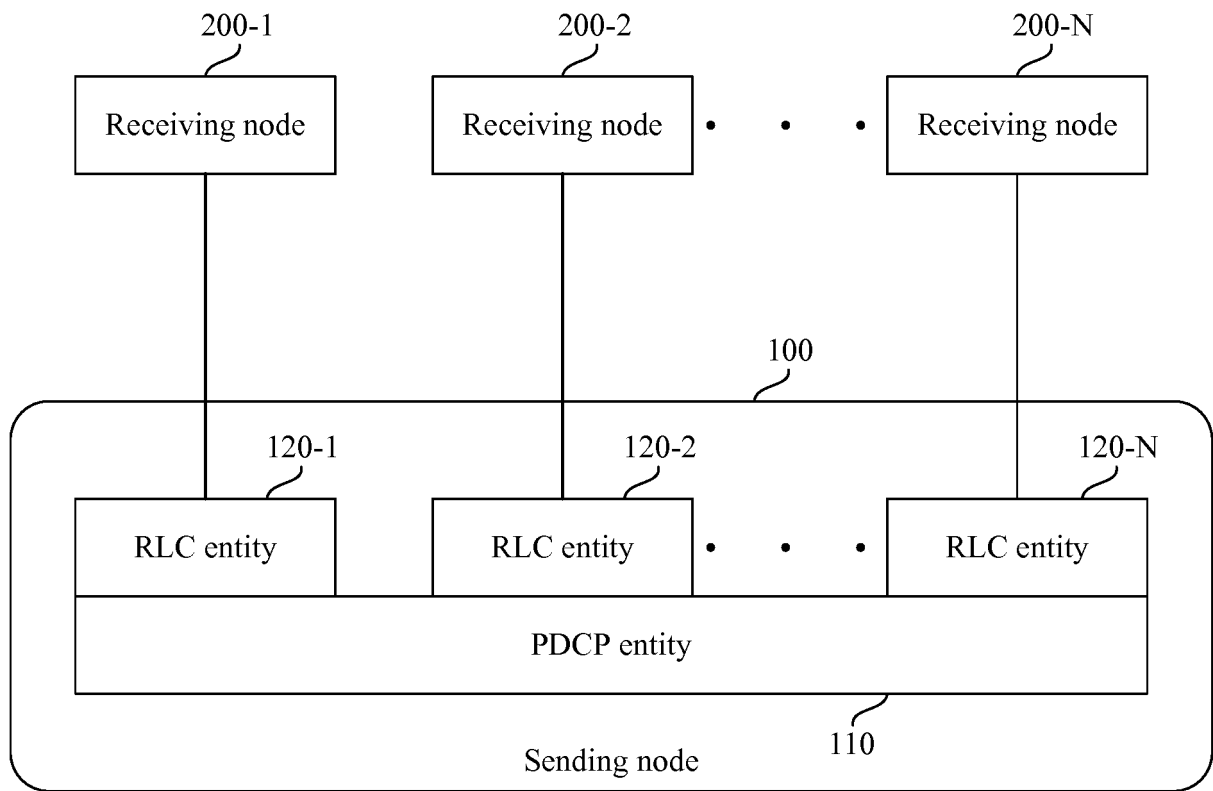 200-1 200-2 200-N
Receiving node Receiving node Receiving node
100
120-1 120-2 120-N
RLC entity RLC entity RLC entity
PDCP entity
110
Sending node